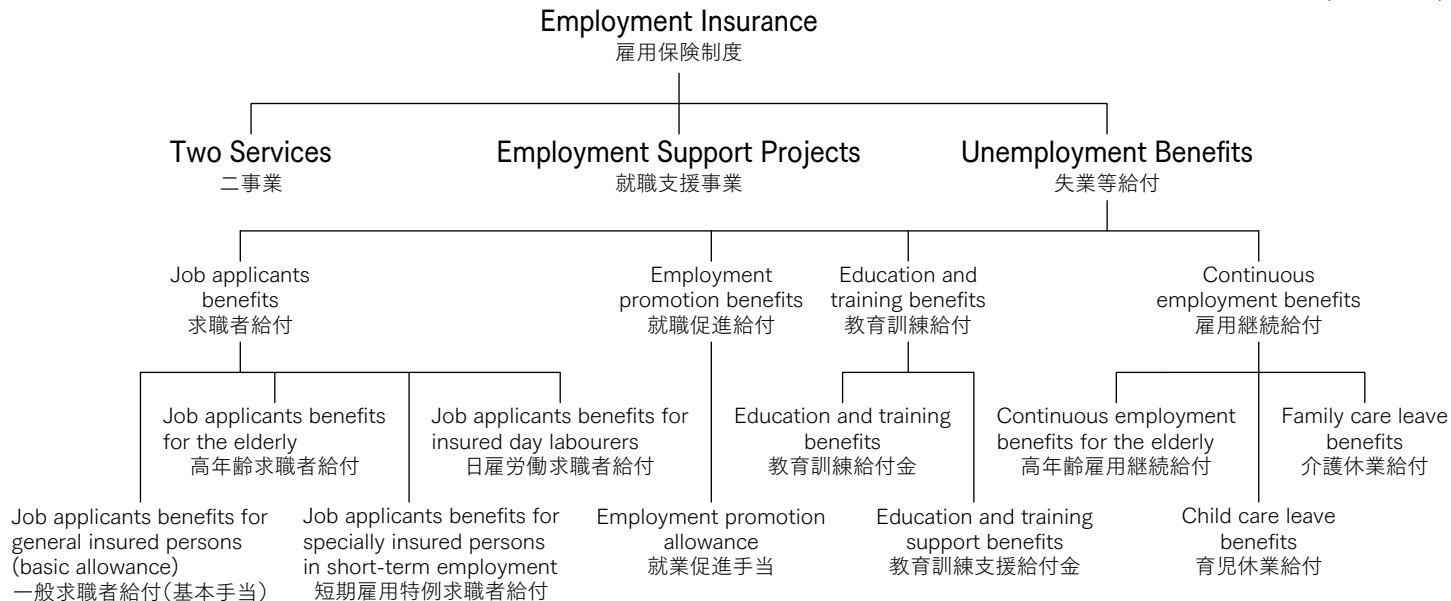 Employment Insurance
雇用保険制度
Two Services
二事業
Employment Support Projects
就職支援事業
Unemployment Benefits
失業等給付
Job applicants
benefits
求職者給付
Employment
promotion benefits
就職促進給付
Education and
training benefits
教育訓練給付
Continuous
employment benefits
雇用継続給付
Job applicants benefits
for the elderly
高年齢求職者給付
Job applicants benefits for
insured day labourers
日雇労働求職者給付
Education and training
benefits
教育訓練給付金
Continuous employment
benefits for the elderly
高年齢雇用継続給付
Family care leave
benefits
介護休業給付
Job applicants benefits for
general insured persons
(basic allowance)
一般求職者給付(基本手当)
Job applicants benefits for
specially insured persons
in short-term employment
短期雇用特例求職者給付
Employment promotion
allowance
就業促進手当
Education and training
support benefits
教育訓練支援給付金
Child care leave
benefits
育児休業給付